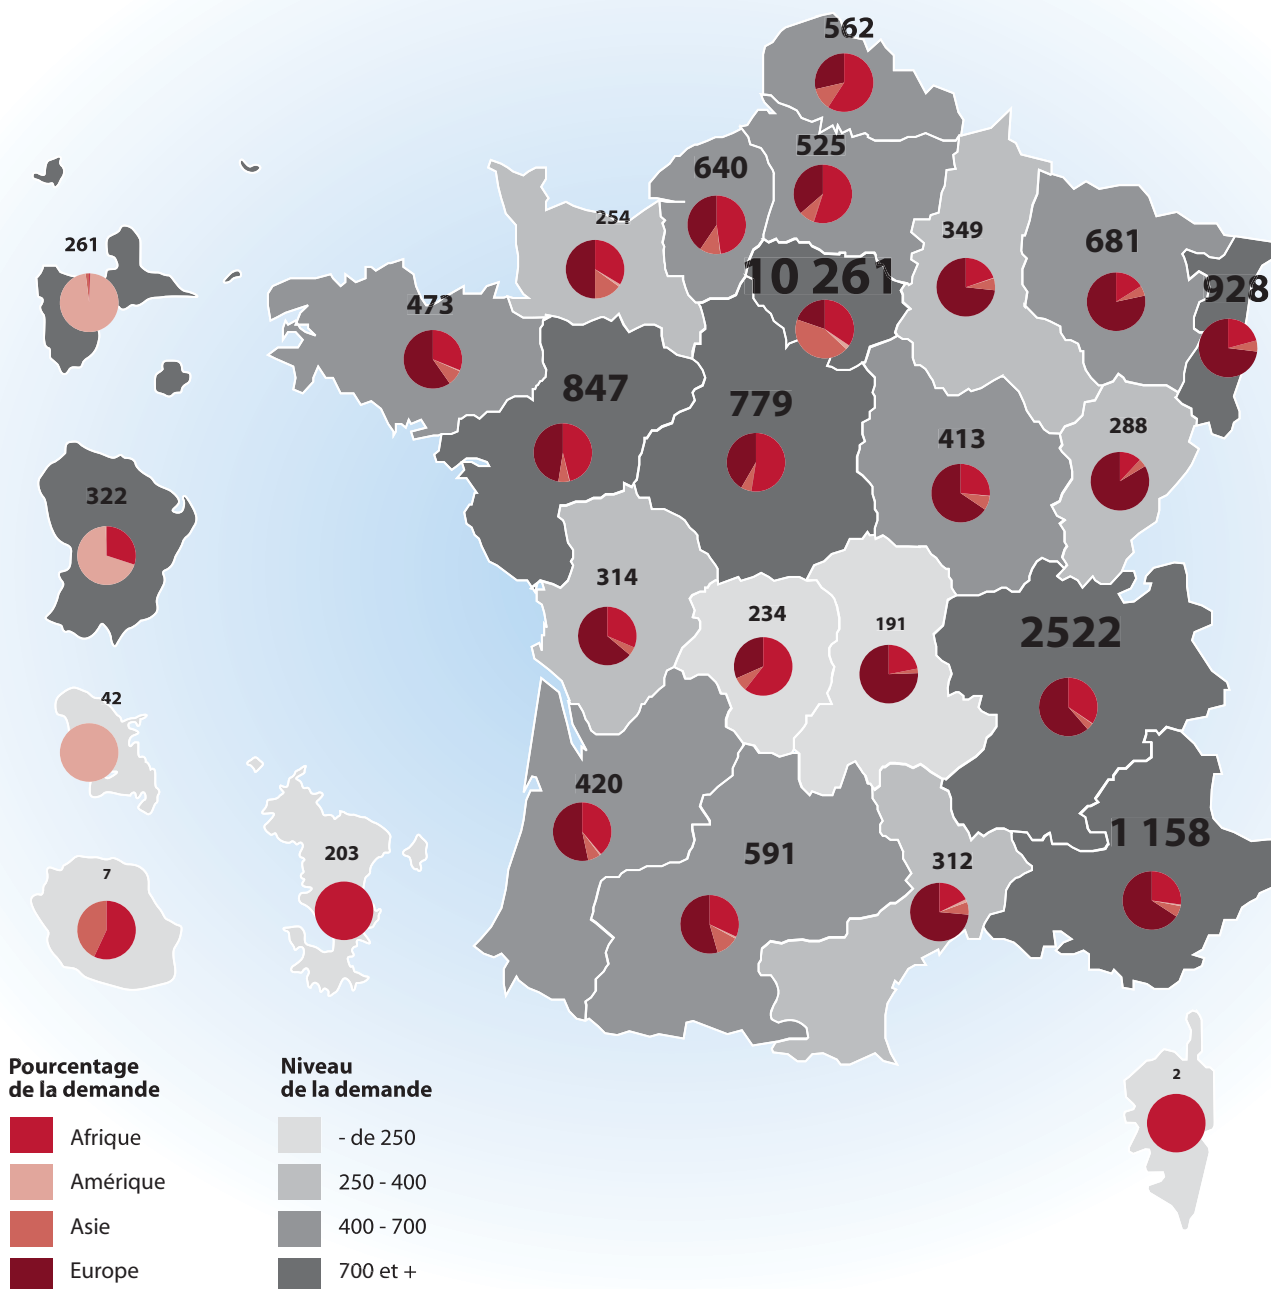 562
525
640
254
349
681
261
10 261
928
473
847
779
413
288
322
314
234
191
2522
42
420
591
1 158
203
312
7
Pourcentage
de la demande
Afrique
Amérique
Asie
Europe
Niveau
de la demande
- de 250
250 - 400
400 - 700
700 et +
2